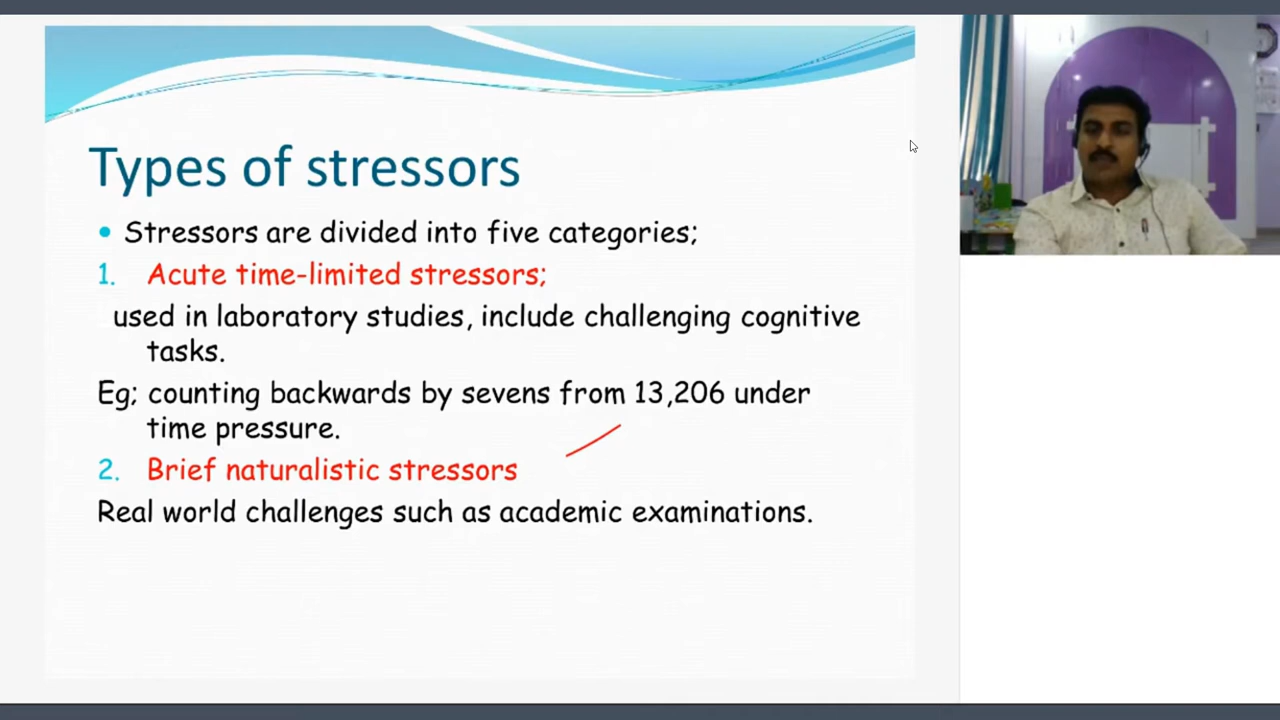 Types of stressors
• Stressors are divided into five categories;
1. Acute time-limited stressors;
used in laboratory studies, include challenging cognitive
tasks.
Eg; counting backwards by sevens from 13,206 under
time pressure.
2. Brief naturalistic stressors
Real world challenges such as academic examinations.